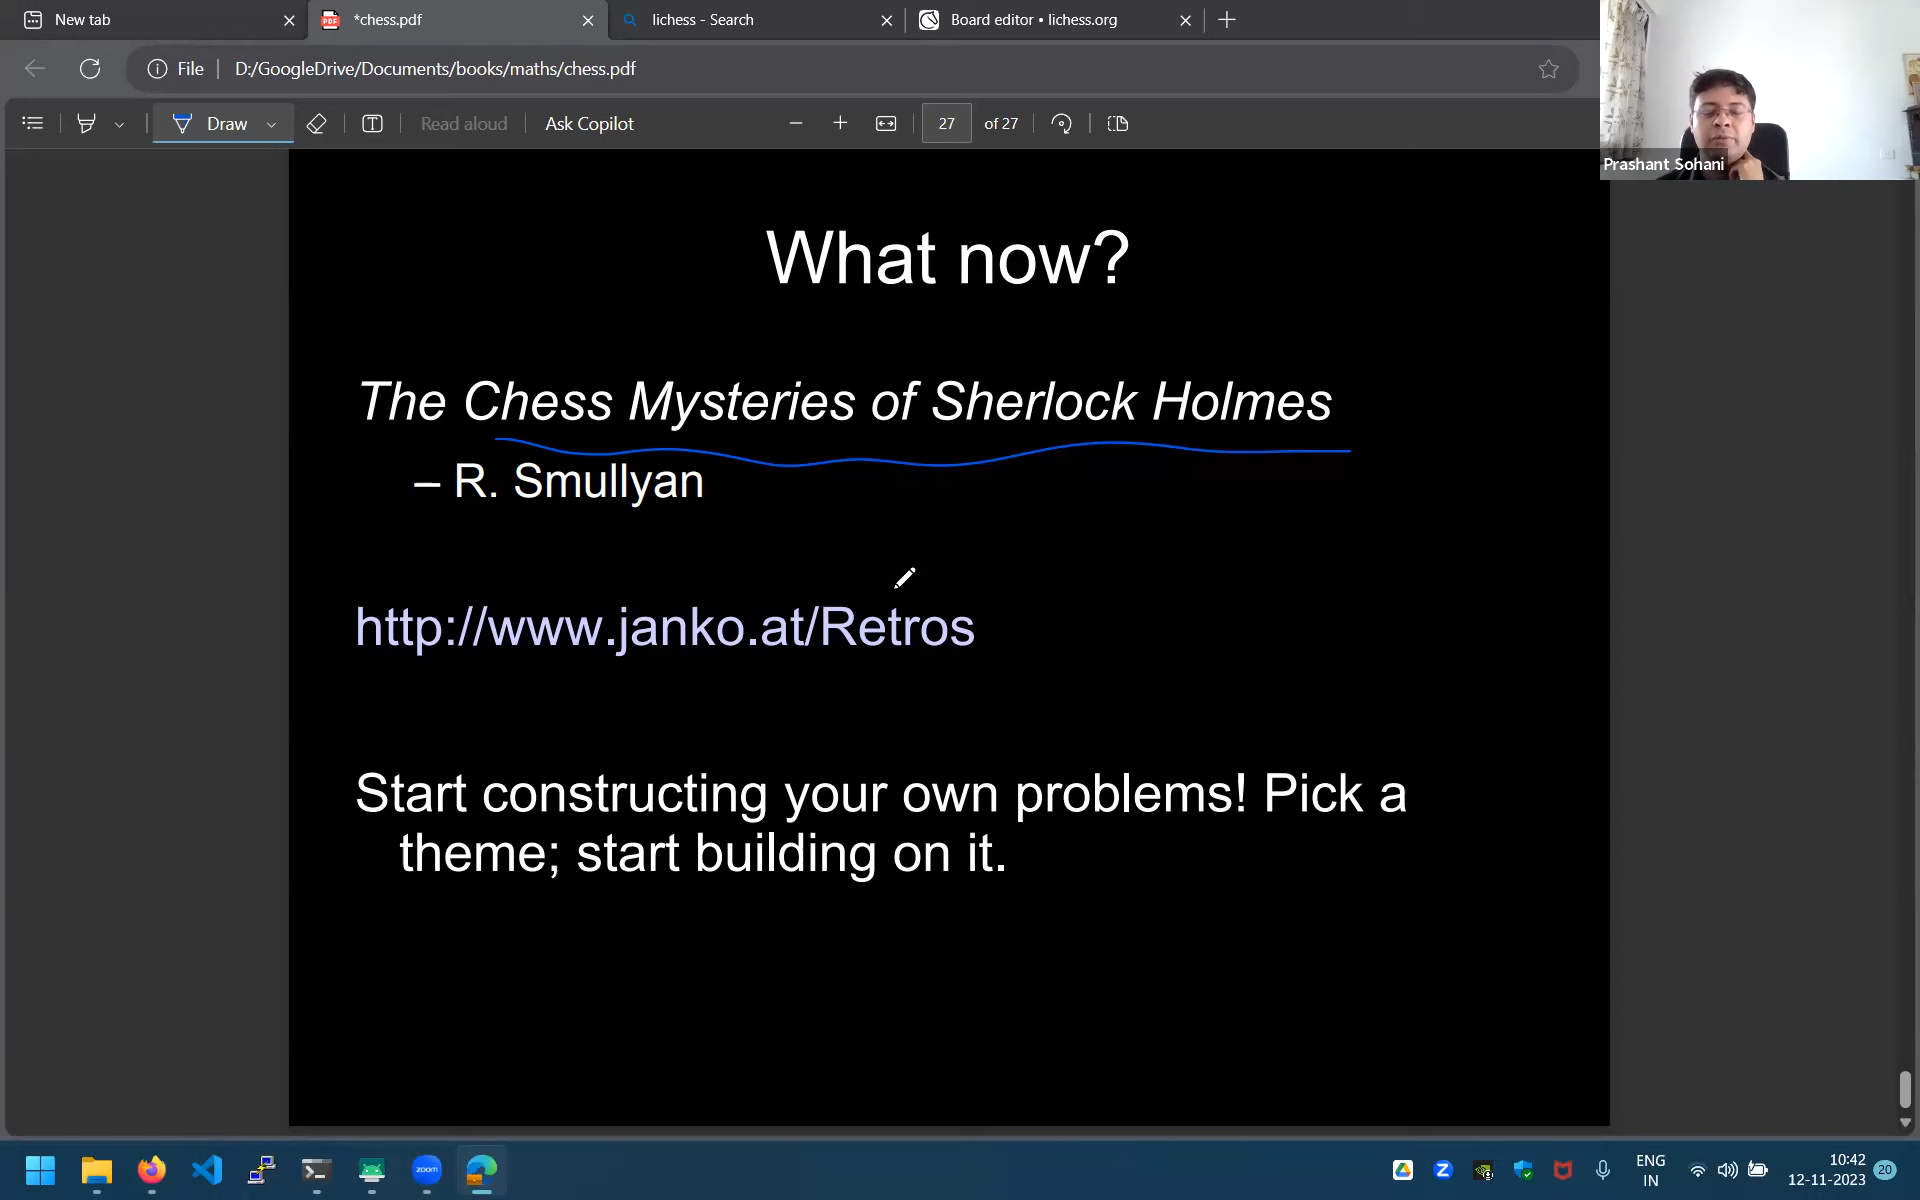 New tab
*chess.pdf
lichess - Search
Board editor • lichess.org
File
D:/GoogleDrive/Documents/books/maths/chess.pdf
Draw
Read aloud
Ask Copilot
27
of 27
Prashant Sohani
What now?
The Chess Mysteries of Sherlock Holmes
– R. Smullyan
http://www.janko.at/Retros
Start constructing your own problems! Pick a
theme; start building on it.
zoom
ENG
IN
10:42
12-11-2023
20